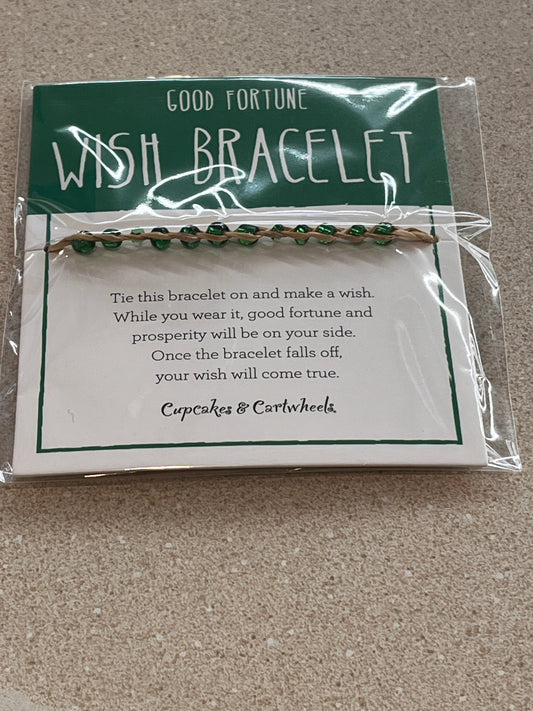 GOOD FORTUNE
WISH BRACELET
Tie this bracelet on and make a wish.
While you wear it, good fortune and
prosperity will be on your side.
Once the bracelet falls off,
your wish will come true.
Cupcakes & Cartwheels